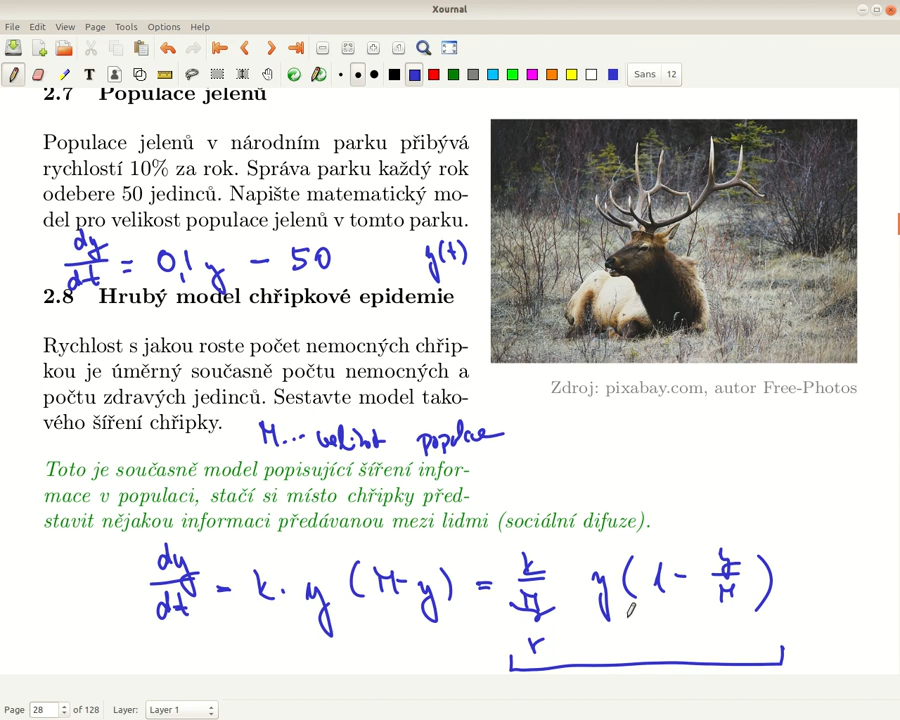 Xournal
File Edit View Page Tools Options Help
Sans 12
2.7 Populace jelenů
Populace jelenů v národním parku přibývá
rychlostí 10% za rok. Správa parku každý rok
odebere 50 jedinců. Napište matematický mo-
del pro velikost populace jelenů v tomto parku.
dy/dt = 0,1 y - 50 y(t)
Zdroj: pixabay.com, autor Free-Photos
2.8 Hrubý model chřipkové epidemie
Rychlost s jakou roste počet nemocných chřip-
kou je úměrný současně počtu nemocných a
počtu zdravých jedinců. Sestavte model tako-
vého šíření chřipky.
M... velikost populace
Toto je současně model popisující šíření infor-
mace v populaci, stačí si místo chřipky před-
stavit nějakou informaci předávanou mezi lidmi (sociální difuze).
dy/dt = k. y (M-y) = k/M y (1 - y/M)
r
Page 28 of 128 Layer: Layer 1